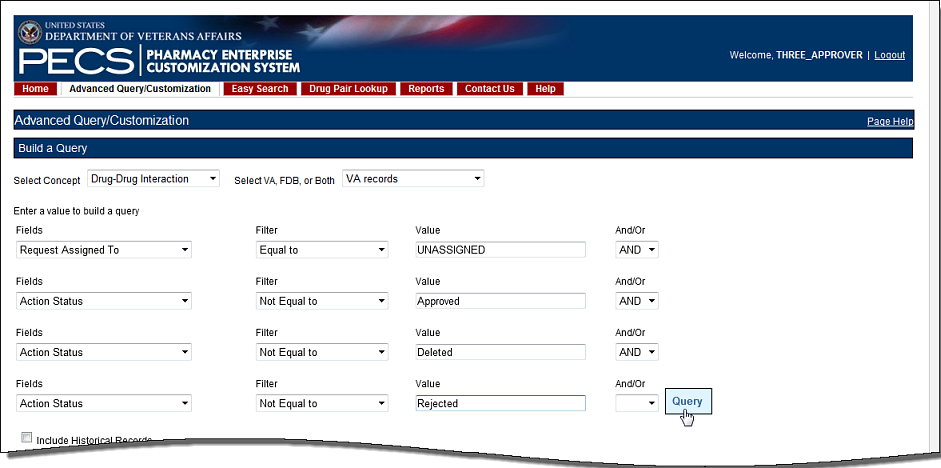 UNITED STATES
DEPARTMENT OF VETERANS AFFAIRS
PECS PHARMACY ENTERPRISE
CUSTOMIZATION SYSTEM
Welcome, THREE_APPROVER | Logout
Home Advanced Query/Customization Easy Search Drug Pair Lookup Reports Contact Us Help
Advanced Query/Customization Page Help
Build a Query
Select Concept Drug-Drug Interaction Select VA, FDB, or Both VA records
Enter a value to build a query
Fields Filter Value And/Or
Request Assigned To Equal to UNASSIGNED AND
Fields Filter Value And/Or
Action Status Not Equal to Approved AND
Fields Filter Value And/Or
Action Status Not Equal to Deleted AND
Fields Filter Value And/Or
Action Status Not Equal to Rejected Query
Include Historical Records